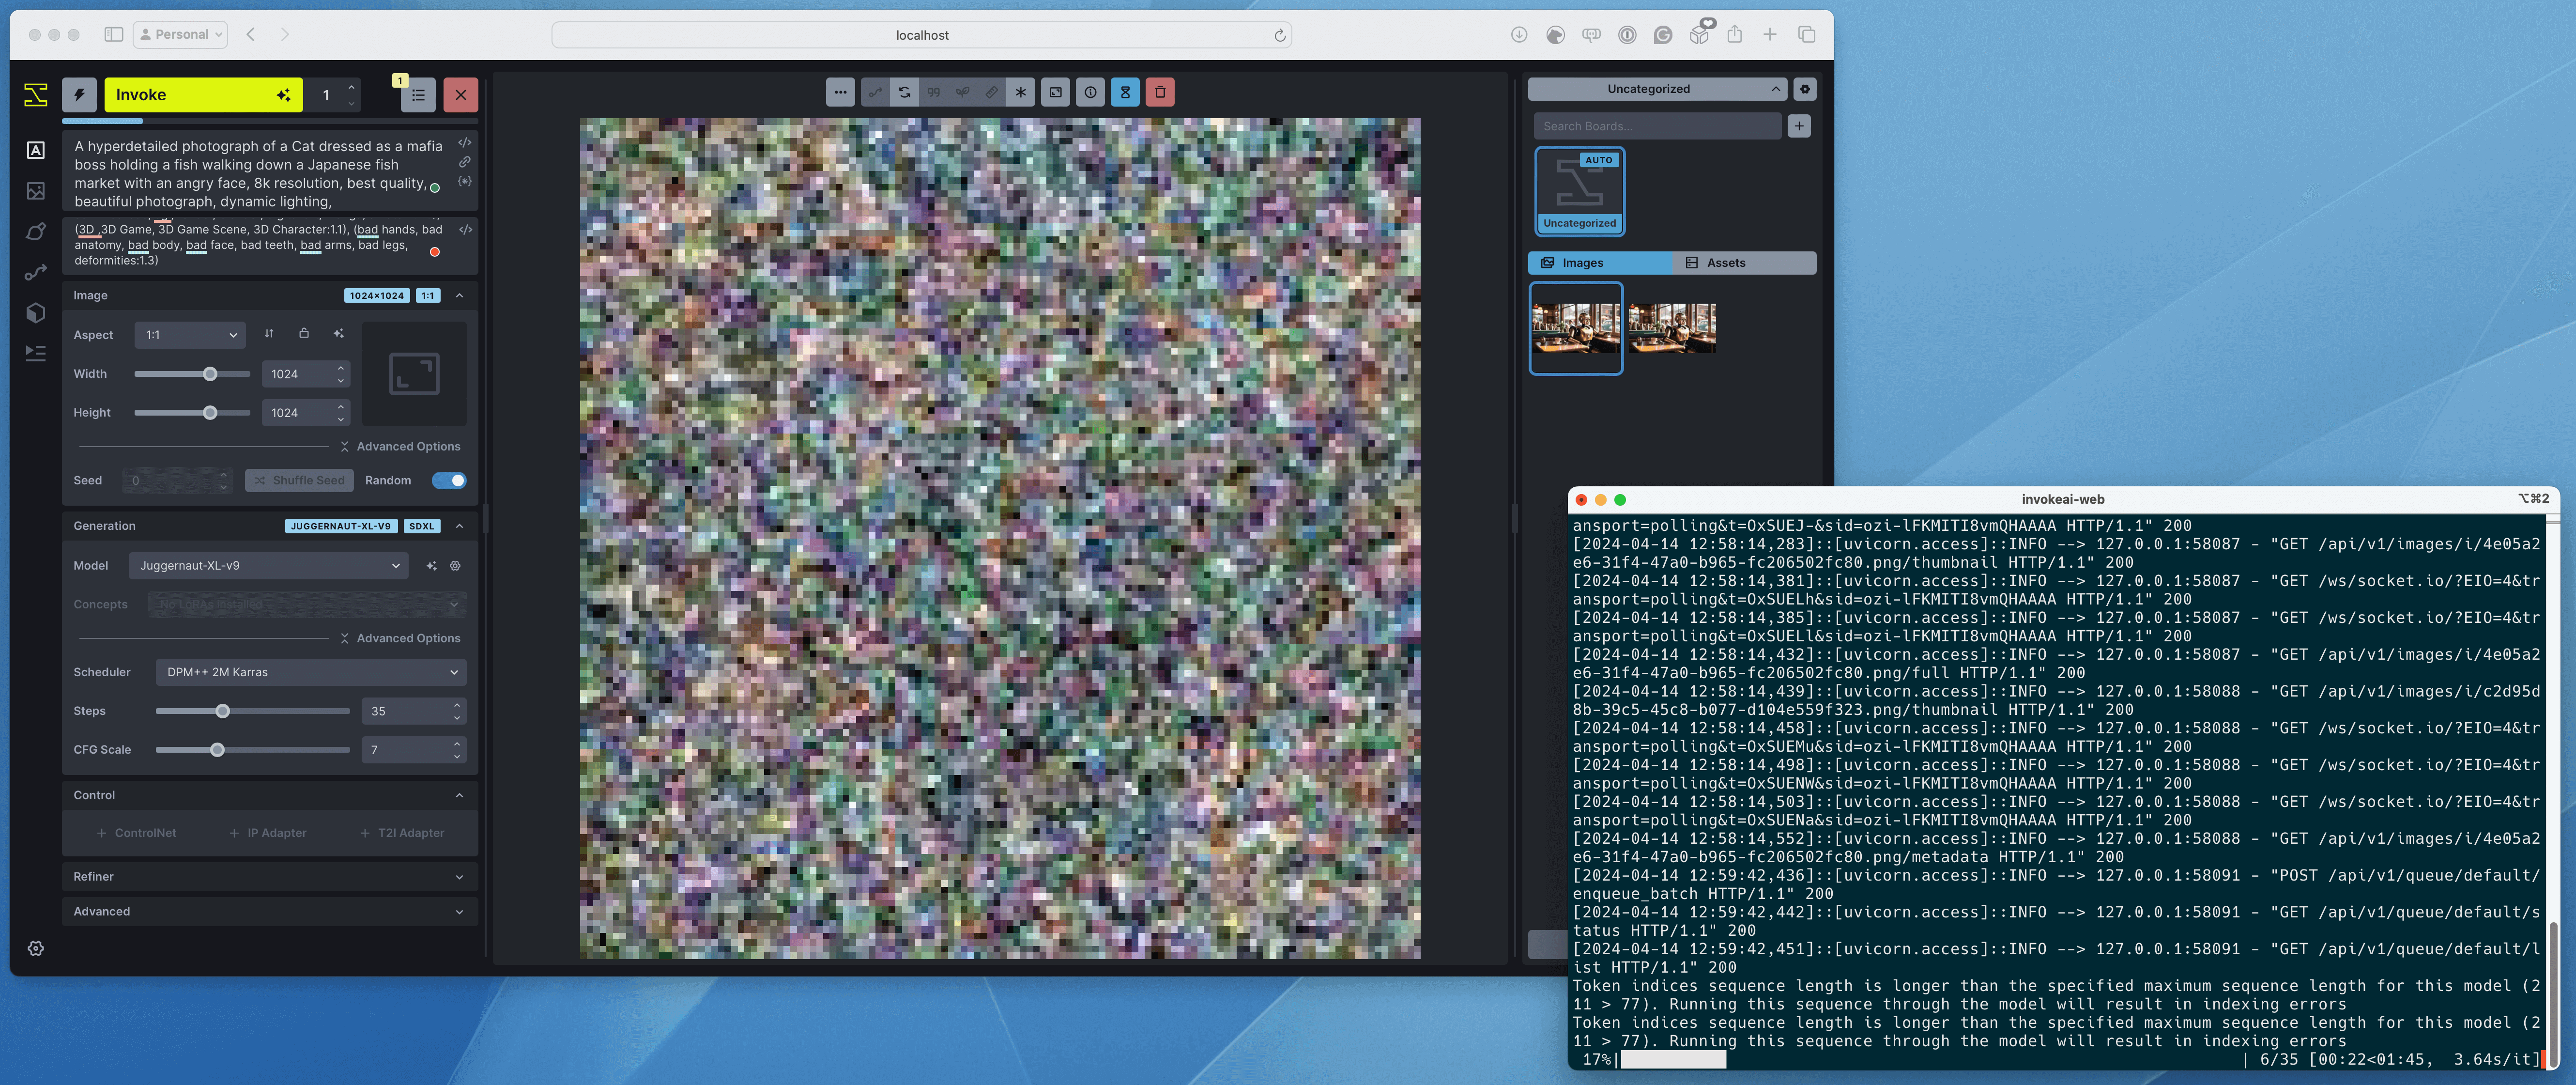 Personal
localhost
Invoke
1
1
A hyperdetailed photograph of a Cat dressed as a mafia
boss holding a fish walking down a Japanese fish
market with an angry face, 8k resolution, best quality,
beautiful photograph, dynamic lighting,
(3D ,3D Game, 3D Game Scene, 3D Character:1.1), (bad hands, bad
anatomy, bad body, bad face, bad teeth, bad arms, bad legs,
deformities:1.3)
Image 1024×1024 1:1
Aspect 1:1
Width 1024
Height 1024
Advanced Options
Seed 0 Shuffle Seed Random
Generation JUGGERNAUT-XL-V9 SDXL
Model Juggernaut-XL-v9
Concepts No LoRAs Installed
Advanced Options
Scheduler DPM++ 2M Karras
Steps 35
CFG Scale 7
Control
ControlNet IP Adapter T2I Adapter
Refiner
Advanced
Uncategorized
Search Boards...
AUTO
Uncategorized
Images Assets
invokeai-web ⌥⌘2
ansport=polling&t=OxSUEJ-&sid=ozi-lFKMITI8vmQHAAAA HTTP/1.1" 200
[2024-04-14 12:58:14,283]::[uvicorn.access]::INFO --> 127.0.0.1:58087 - "GET /api/v1/images/i/4e05a2
e6-31f4-47a0-b965-fc206502fc80.png/thumbnail HTTP/1.1" 200
[2024-04-14 12:58:14,381]::[uvicorn.access]::INFO --> 127.0.0.1:58087 - "GET /ws/socket.io/?EIO=4&tr
ansport=polling&t=OxSUELh&sid=ozi-lFKMITI8vmQHAAAA HTTP/1.1" 200
[2024-04-14 12:58:14,385]::[uvicorn.access]::INFO --> 127.0.0.1:58087 - "GET /ws/socket.io/?EIO=4&tr
ansport=polling&t=OxSUELl&sid=ozi-lFKMITI8vmQHAAAA HTTP/1.1" 200
[2024-04-14 12:58:14,432]::[uvicorn.access]::INFO --> 127.0.0.1:58087 - "GET /api/v1/images/i/4e05a2
e6-31f4-47a0-b965-fc206502fc80.png/full HTTP/1.1" 200
[2024-04-14 12:58:14,439]::[uvicorn.access]::INFO --> 127.0.0.1:58088 - "GET /api/v1/images/i/c2d95d
8b-39c5-45c8-b077-d104e559f323.png/thumbnail HTTP/1.1" 200
[2024-04-14 12:58:14,458]::[uvicorn.access]::INFO --> 127.0.0.1:58088 - "GET /ws/socket.io/?EIO=4&tr
ansport=polling&t=OxSUEMu&sid=ozi-lFKMITI8vmQHAAAA HTTP/1.1" 200
[2024-04-14 12:58:14,498]::[uvicorn.access]::INFO --> 127.0.0.1:58088 - "GET /ws/socket.io/?EIO=4&tr
ansport=polling&t=OxSUENW&sid=ozi-lFKMITI8vmQHAAAA HTTP/1.1" 200
[2024-04-14 12:58:14,503]::[uvicorn.access]::INFO --> 127.0.0.1:58088 - "GET /ws/socket.io/?EIO=4&tr
ansport=polling&t=OxSUENa&sid=ozi-lFKMITI8vmQHAAAA HTTP/1.1" 200
[2024-04-14 12:58:14,552]::[uvicorn.access]::INFO --> 127.0.0.1:58088 - "GET /api/v1/images/i/4e05a2
e6-31f4-47a0-b965-fc206502fc80.png/metadata HTTP/1.1" 200
[2024-04-14 12:59:42,436]::[uvicorn.access]::INFO --> 127.0.0.1:58091 - "POST /api/v1/queue/default/
enqueue_batch HTTP/1.1" 200
[2024-04-14 12:59:42,442]::[uvicorn.access]::INFO --> 127.0.0.1:58091 - "GET /api/v1/queue/default/s
tatus HTTP/1.1" 200
[2024-04-14 12:59:42,451]::[uvicorn.access]::INFO --> 127.0.0.1:58091 - "GET /api/v1/queue/default/l
ist HTTP/1.1" 200
Token indices sequence length is longer than the specified maximum sequence length for this model (2
11 > 77). Running this sequence through the model will result in indexing errors
Token indices sequence length is longer than the specified maximum sequence length for this model (2
11 > 77). Running this sequence through the model will result in indexing errors
17%| | 6/35 [00:22<01:45, 3.64s/it]